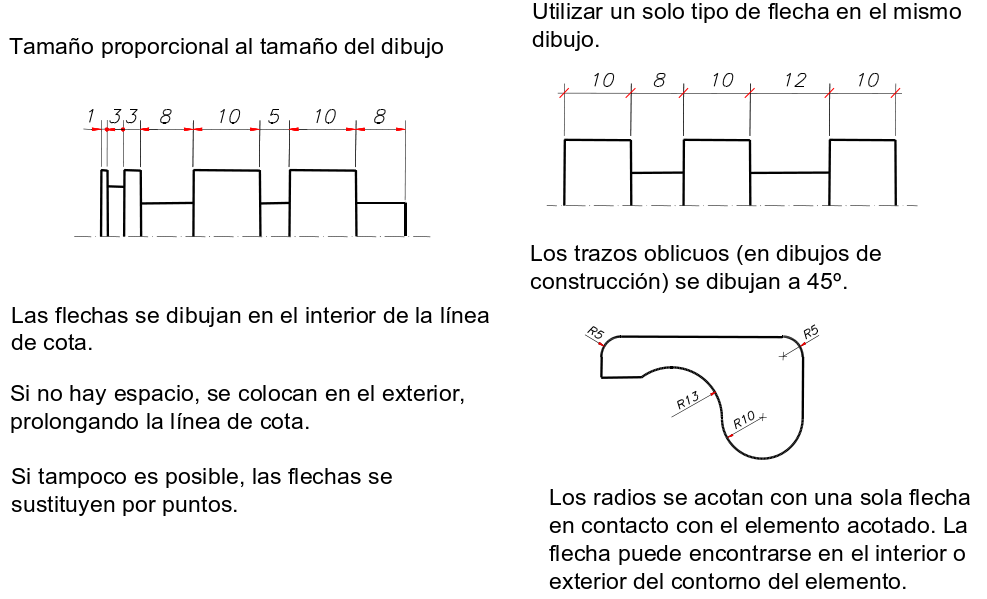 Tamaño proporcional al tamaño del dibujo
1 3 3 8 10 5 10 8
Las flechas se dibujan en el interior de la línea
de cota.
Si no hay espacio, se colocan en el exterior,
prolongando la línea de cota.
Si tampoco es posible, las flechas se
sustituyen por puntos.
Utilizar un solo tipo de flecha en el mismo
dibujo.
10 8 10 12 10
Los trazos oblicuos (en dibujos de
construcción) se dibujan a 45º.
R5
R5
R13
R10
Los radios se acotan con una sola flecha
en contacto con el elemento acotado. La
flecha puede encontrarse en el interior o
exterior del contorno del elemento.